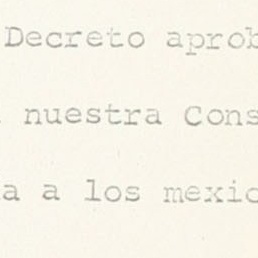 Decreto aprob
nuestra Cons
a a los mexic